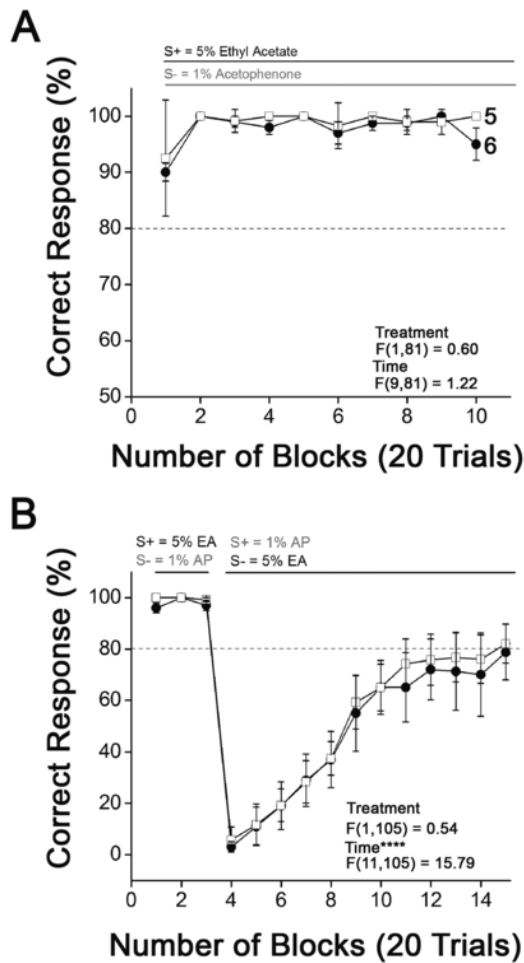 A
S+ = 5% Ethyl Acetate
S- = 1% Acetophenone
Correct Response (%)
100
90
80
70
60
50
5
6
Treatment
F(1,81) = 0.60
Time
F(9,81) = 1.22
0 2 4 6 8 10
Number of Blocks (20 Trials)
B
S+ = 5% EA S+ = 1% AP
S- = 1% AP S- = 5% EA
Correct Response (%)
100
80
60
40
20
0
Treatment
F(1,105) = 0.54
Time****
F(11,105) = 15.79
0 2 4 6 8 10 12 14
Number of Blocks (20 Trials)